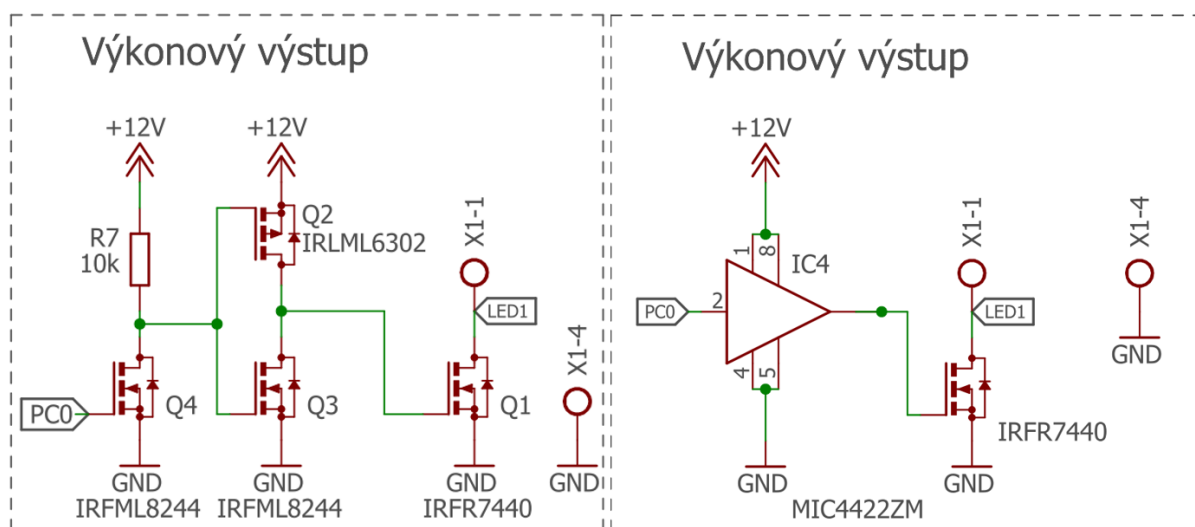 Výkonový výstup
+12V
+12V
R7
10k
Q2
IRLML6302
X1-1
LED1
X1-4
PC0
Q4
Q3
Q1
GND
GND
GND
GND
IRFML8244
IRFML8244
IRFR7440
Výkonový výstup
+12V
X1-1
X1-4
1
8
IC4
PC0
2
LED1
4
5
GND
IRFR7440
GND
GND
MIC4422ZM